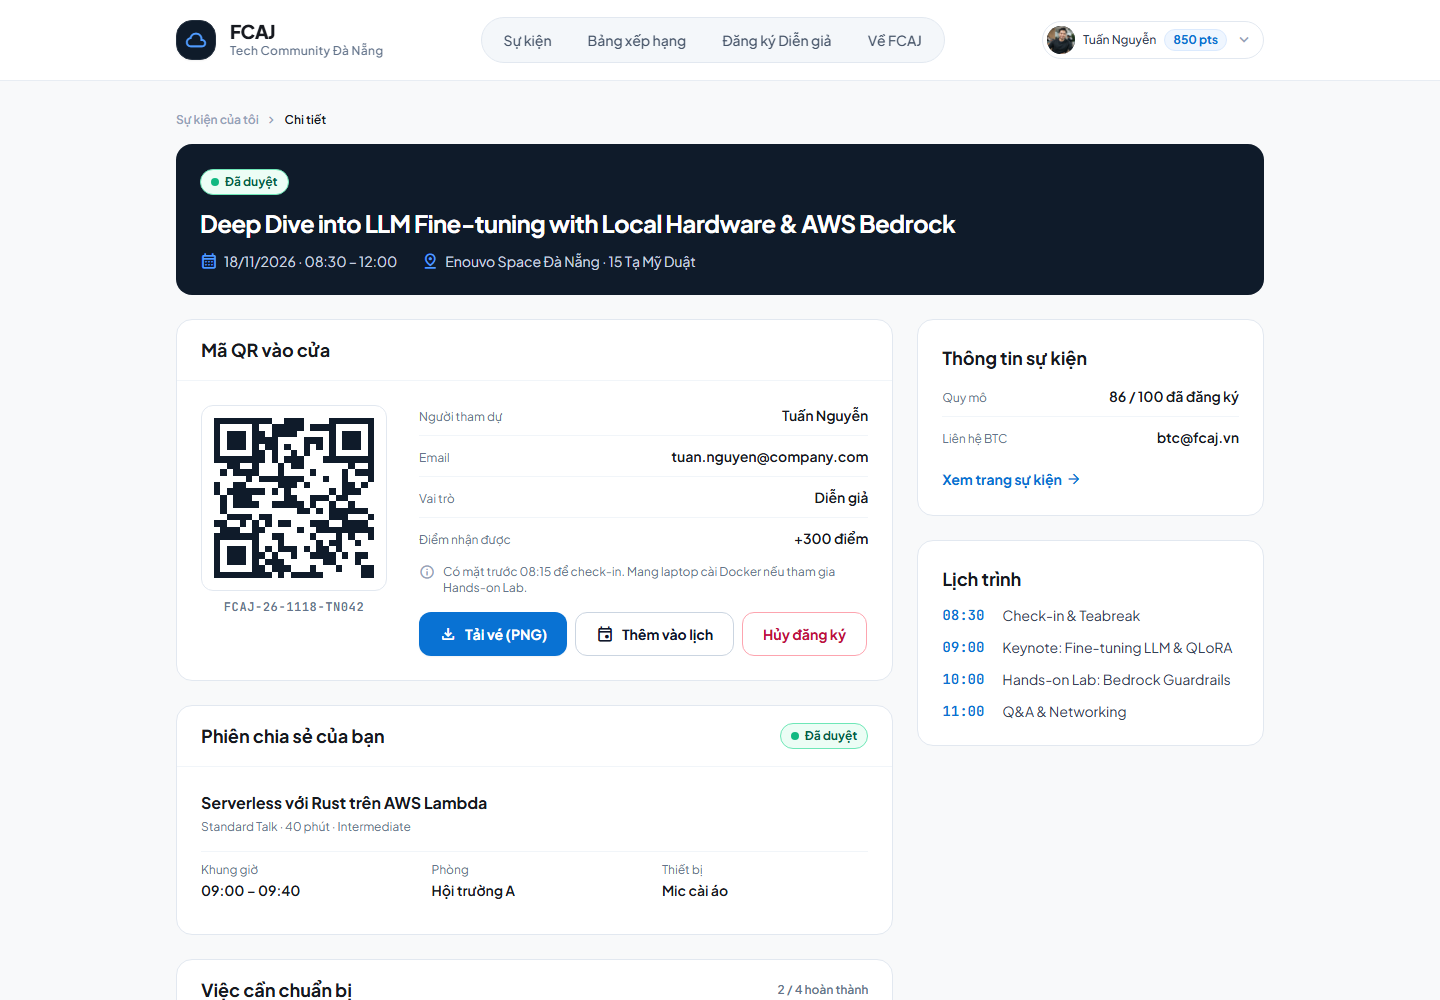 FCAJ
Tech Community Đà Nẵng
Sự kiện
Bảng xếp hạng
Đăng ký Diễn giả
Về FCAJ
Tuấn Nguyễn
850 pts
Sự kiện của tôi
Chi tiết
Đã duyệt
Deep Dive into LLM Fine-tuning with Local Hardware & AWS Bedrock
18/11/2026 · 08:30 – 12:00
Enouvo Space Đà Nẵng · 15 Tạ Mỹ Duật
Mã QR vào cửa
FCAJ-26-1118-TN042
Người tham dự
Tuấn Nguyễn
Email
tuan.nguyen@company.com
Vai trò
Diễn giả
Điểm nhận được
+300 điểm
Có mặt trước 08:15 để check-in. Mang laptop cài Docker nếu tham gia
Hands-on Lab.
Tải vé (PNG)
Thêm vào lịch
Hủy đăng ký
Phiên chia sẻ của bạn
Đã duyệt
Serverless với Rust trên AWS Lambda
Standard Talk · 40 phút · Intermediate
Khung giờ
09:00 – 09:40
Phòng
Hội trường A
Thiết bị
Mic cài áo
Việc cần chuẩn bị
2 / 4 hoàn thành
Thông tin sự kiện
Quy mô
86 / 100 đã đăng ký
Liên hệ BTC
btc@fcaj.vn
Xem trang sự kiện
Lịch trình
08:30 Check-in & Teabreak
09:00 Keynote: Fine-tuning LLM & QLoRA
10:00 Hands-on Lab: Bedrock Guardrails
11:00 Q&A & Networking